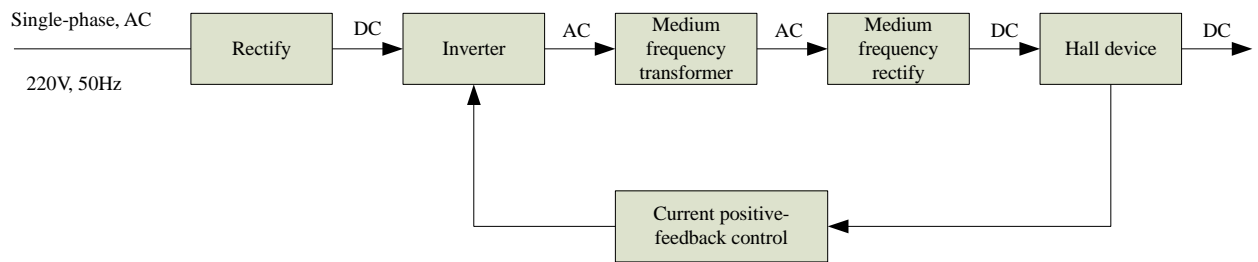 Single-phase, AC
220V, 50Hz
Rectify
DC
Inverter
AC
Medium
frequency
transformer
AC
Medium
frequency
rectify
DC
Hall device
DC
Current positive-
feedback control